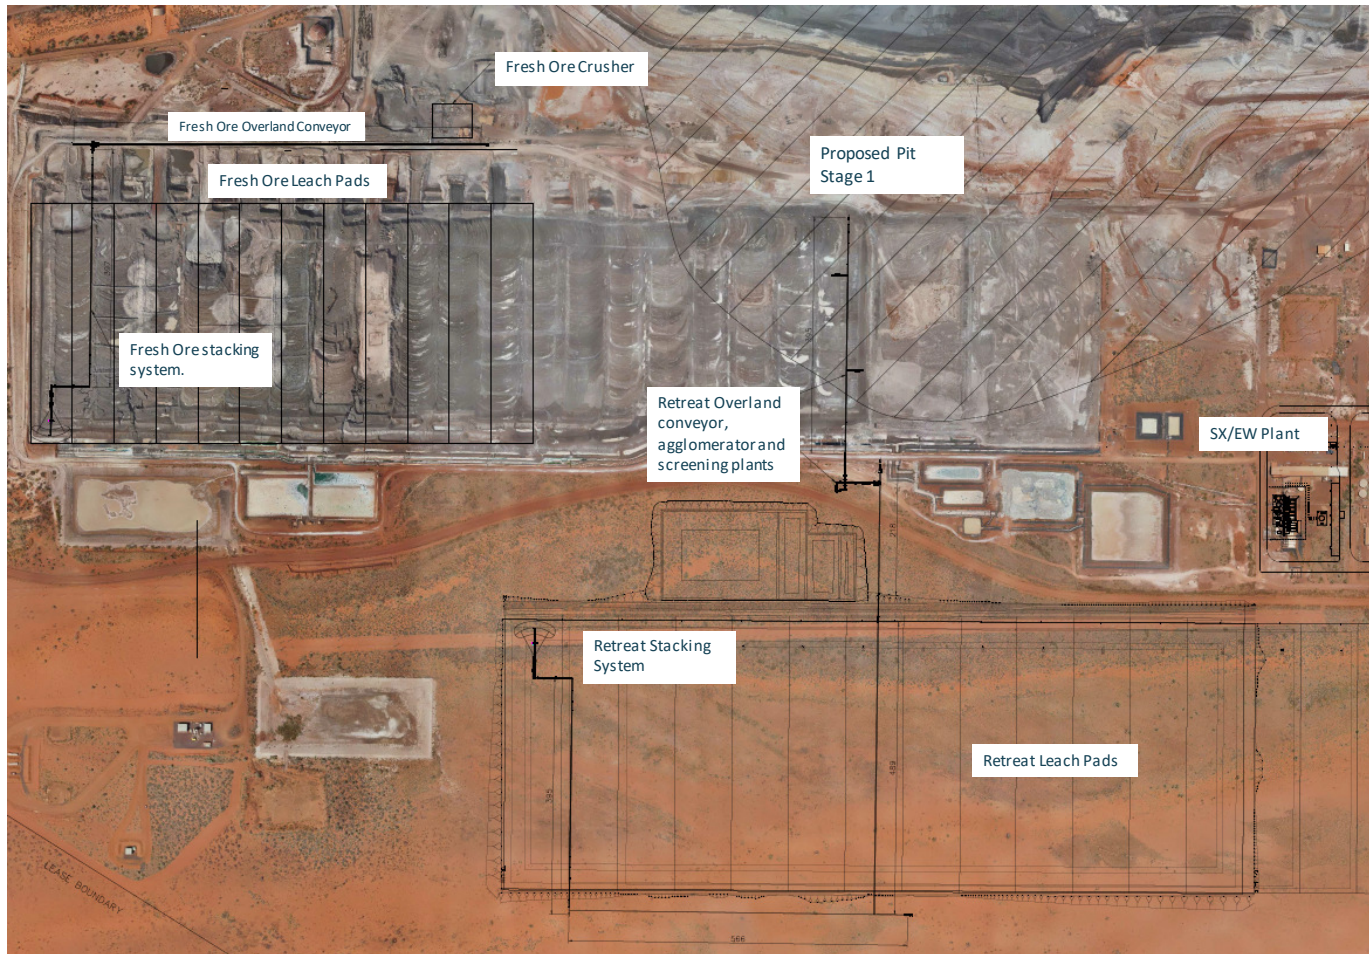 Fresh Ore Crusher
Fresh Ore Overland Conveyor
Proposed Pit
Stage 1
Fresh Ore Leach Pads
Fresh Ore stacking
system.
Retreat Overland
conveyor,
agglomerator and
screening plants
SX/EW Plant
218
Retreat Stacking
System
Retreat Leach Pads
489
395
LEASE BOUNDARY
566